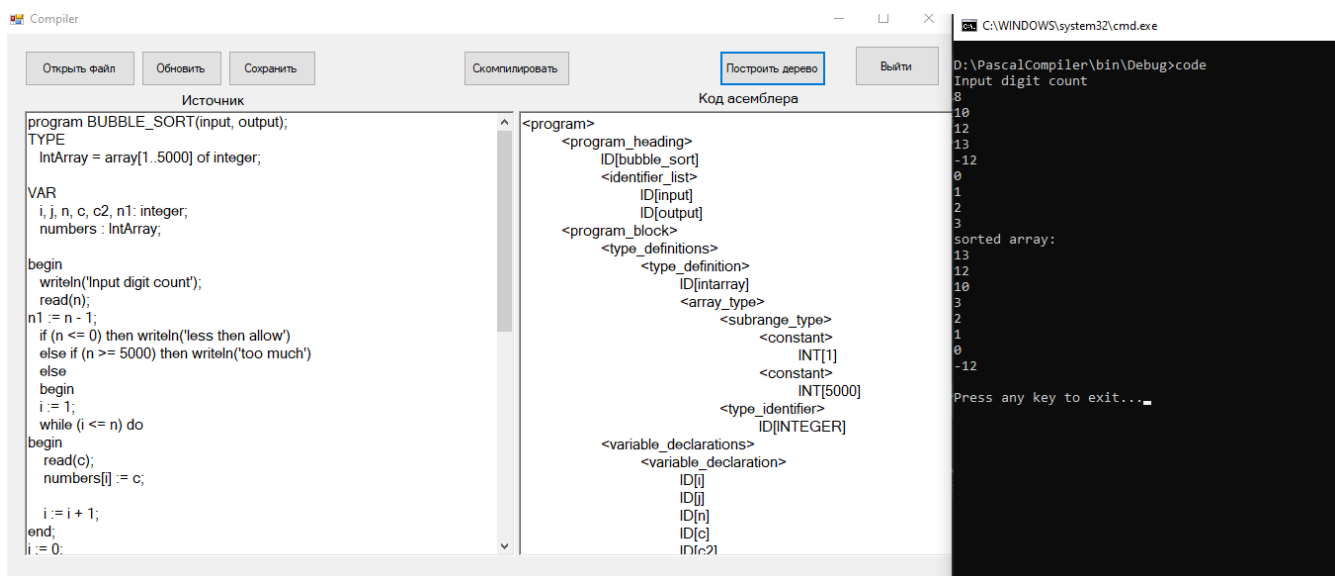 Compiler
Открыть файл
Обновить
Сохранить
Скомпилировать
Построить дерево
Выйти
Источник
Код асемблера
program BUBBLE_SORT(input, output);
TYPE
IntArray = array[1..5000] of integer;
VAR
i, j, n, c, c2, n1: integer;
numbers : IntArray;
begin
writeln('Input digit count');
read(n);
n1 := n - 1;
if (n <= 0) then writeln('less then allow')
else if (n >= 5000) then writeln('too much')
else
begin
i := 1;
while (i <= n) do
begin
read(c);
numbers[i] := c;
i := i + 1;
end;
i := 0;
<program>
<program_heading>
ID[bubble_sort]
<identifier_list>
ID[input]
ID[output]
<program_block>
<type_definitions>
<type_definition>
ID[intarray]
<array_type>
<subrange_type>
<constant>
INT[1]
<constant>
INT[5000]
<type_identifier>
ID[INTEGER]
<variable_declarations>
<variable_declaration>
ID[i]
ID[j]
ID[n]
ID[c]
ID[c2]
C:\WINDOWS\system32\cmd.exe
D:\PascalCompiler\bin\Debug>code
Input digit count
8
10
12
13
-12
0
1
2
3
sorted array:
13
12
10
3
2
1
0
-12
Press any key to exit...